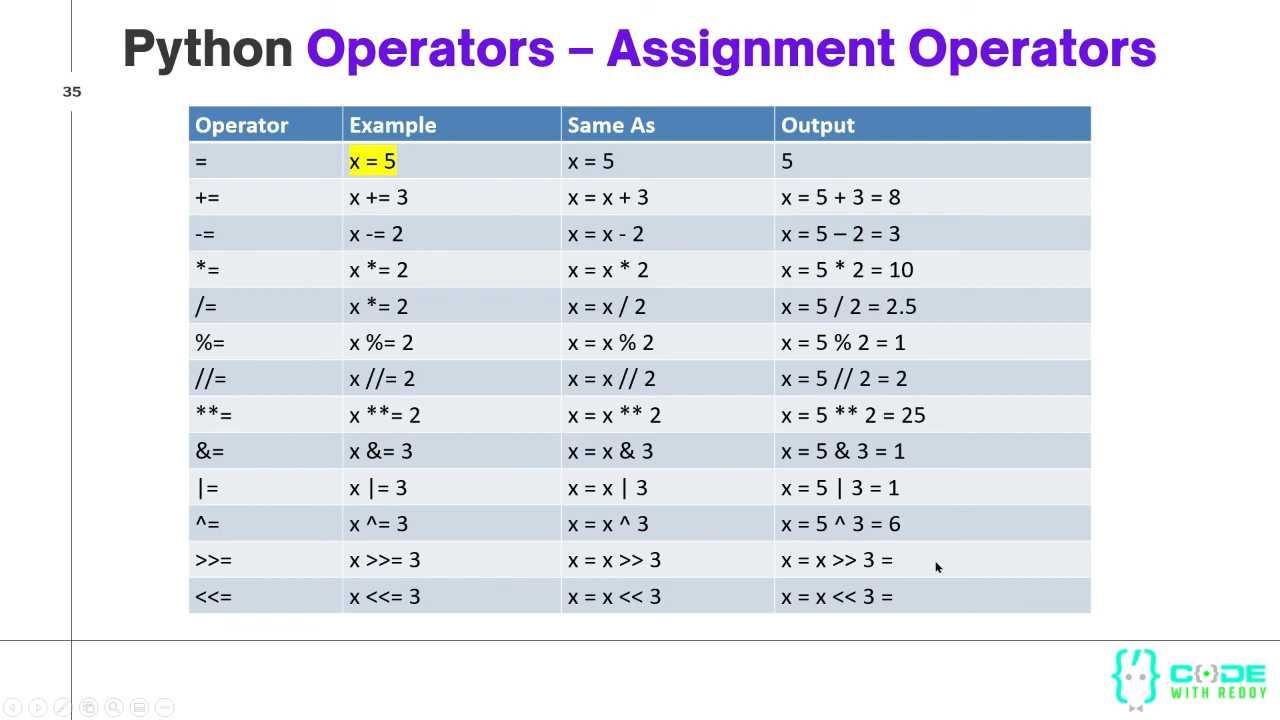 Python Operators – Assignment Operators
35
Operator Example Same As Output
= x = 5 x = 5 5
+= x += 3 x = x + 3 x = 5 + 3 = 8
-= x -= 2 x = x - 2 x = 5 – 2 = 3
*= x *= 2 x = x * 2 x = 5 * 2 = 10
/= x *= 2 x = x / 2 x = 5 / 2 = 2.5
%= x %= 2 x = x % 2 x = 5 % 2 = 1
//= x //= 2 x = x // 2 x = 5 // 2 = 2
**= x **= 2 x = x ** 2 x = 5 ** 2 = 25
&= x &= 3 x = x & 3 x = 5 & 3 = 1
|= x |= 3 x = x | 3 x = 5 | 3 = 1
^= x ^= 3 x = x ^ 3 x = 5 ^ 3 = 6
>>= x >>= 3 x = x >> 3 x = x >> 3 =
<<= x <<= 3 x = x << 3 x = x << 3 =
CODE
WITH REDDY